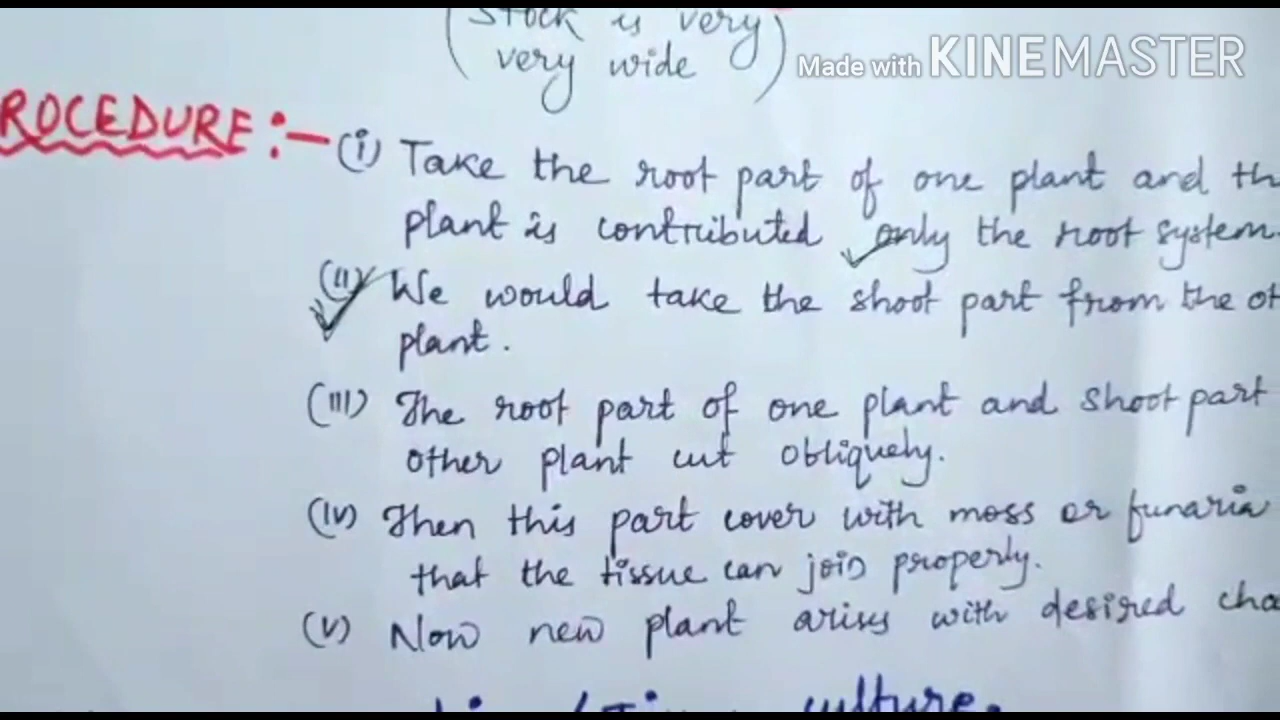 (Stock is very
very wide)
Made with KINEMASTER
ROCEDURE :- (i) Take the root part of one plant and th
plant is contributed only the root system.
(ii) We would take the shoot part from the ot
plant.
(iii) The root part of one plant and shoot part
other plant cut obliquely.
(iv) Then this part cover with moss or funaria
that the tissue can join properly.
(v) Now new plant arises with desired cha
culture.